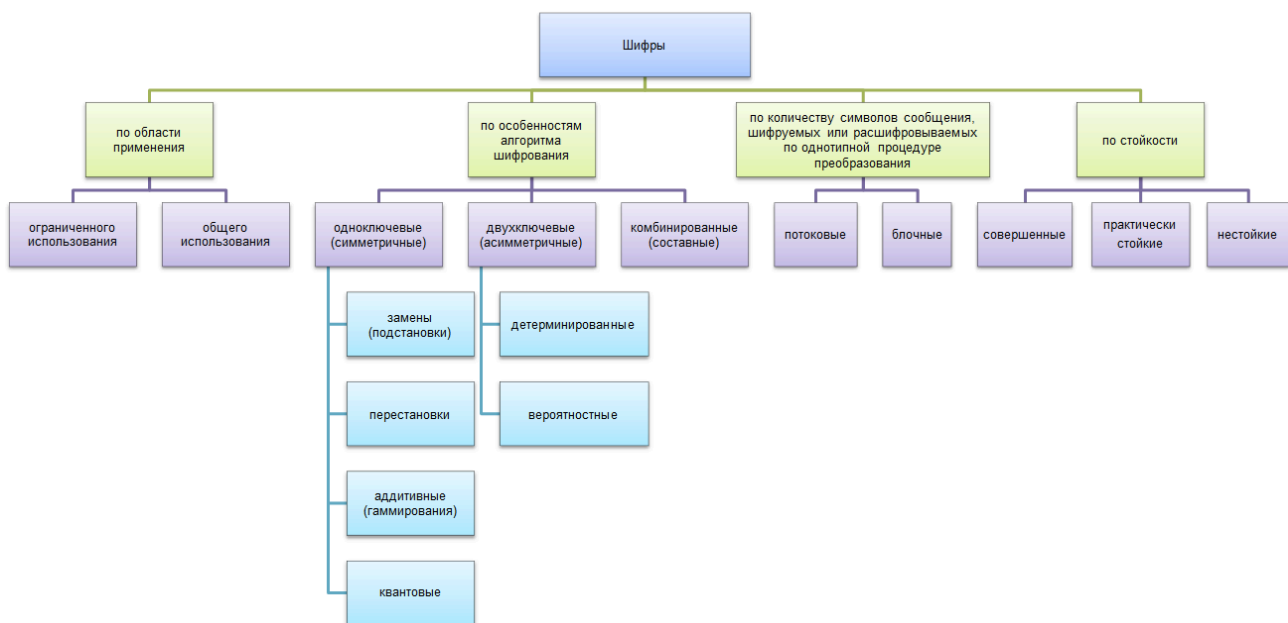 Шифры
по области
применения
по особенностям
алгоритма
шифрования
по количеству символов сообщения,
шифруемых или расшифровываемых
по однотипной процедуре
преобразования
по стойкости
ограниченного
использования
общего
использования
одноключевые
(симметричные)
двухключевые
(асимметричные)
комбинированные
(составные)
потоковые
блочные
совершенные
практически
стойкие
нестойкие
замены
(подстановки)
детерминированные
перестановки
вероятностные
аддитивные
(гаммирования)
квантовые